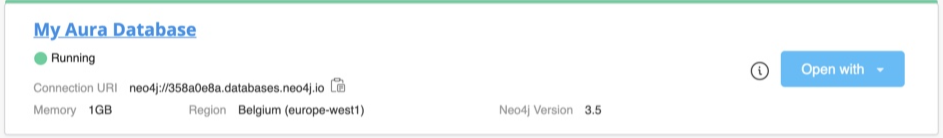 My Aura Database
Running
Open with
Connection URI neo4j://358a0e8a.databases.neo4j.io
Memory 1GB Region Belgium (europe-west1) Neo4j Version 3.5